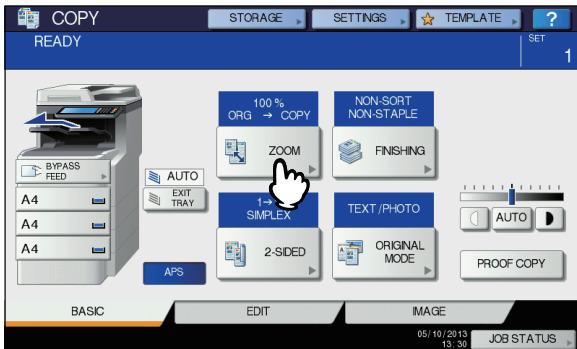 COPY
STORAGE
SETTINGS
TEMPLATE
?
READY
SET
1
100 %
ORG → COPY
ZOOM
NON-SORT
NON-STAPLE
FINISHING
BYPASS
FEED
A4
A4
A4
AUTO
EXIT
TRAY
APS
1→
SIMPLEX
2-SIDED
TEXT/PHOTO
ORIGINAL
MODE
AUTO
PROOF COPY
BASIC
EDIT
IMAGE
05/10/2013
13:30
JOB STATUS